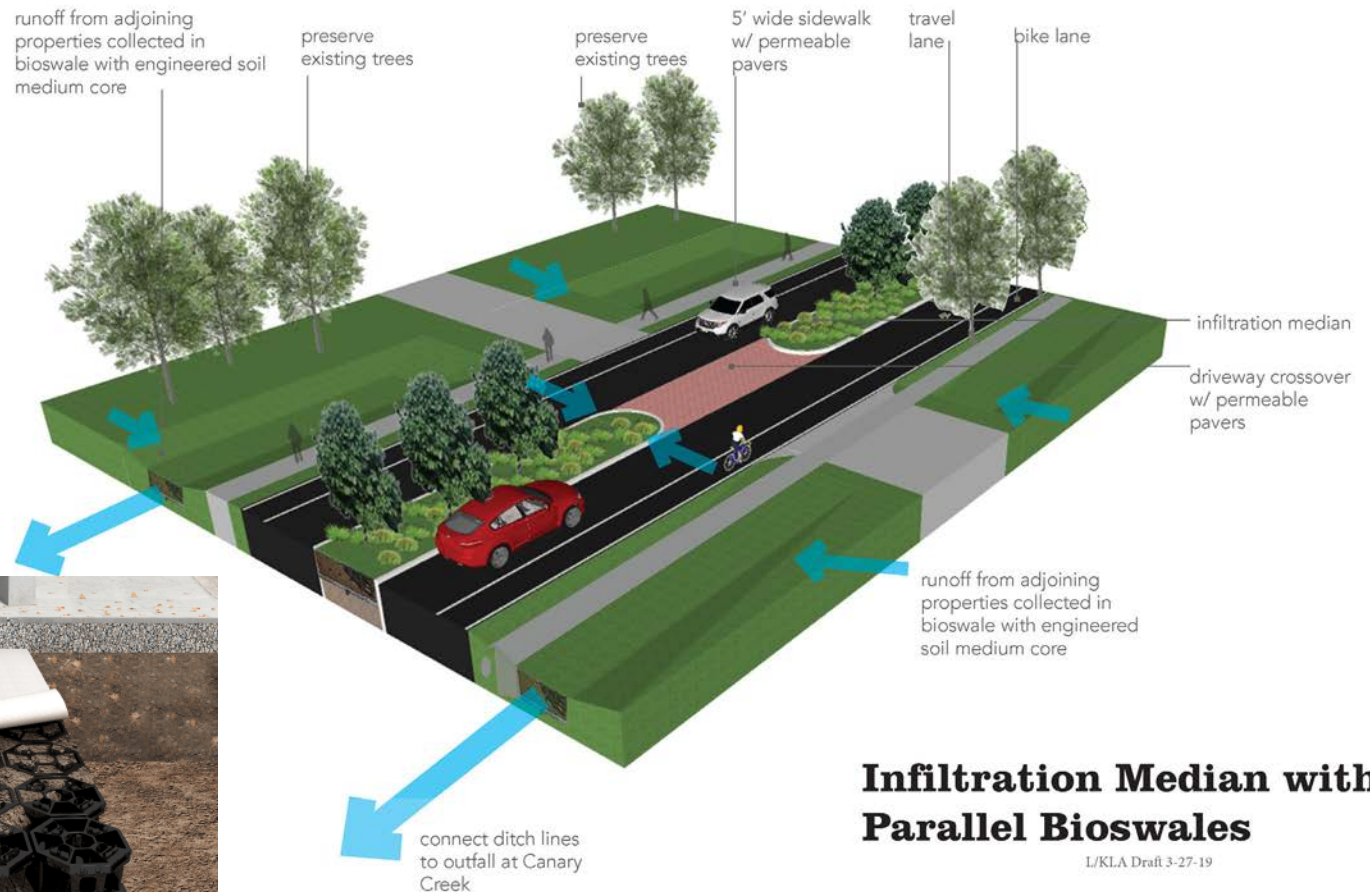 runoff from adjoining
properties collected in
bioswale with engineered soil
medium core
preserve
existing trees
preserve
existing trees
5' wide sidewalk
w/ permeable
pavers
travel
lane
bike lane
infiltration median
driveway crossover
w/ permeable
pavers
runoff from adjoining
properties collected in
bioswale with engineered
soil medium core
connect ditch lines
to outfall at Canary
Creek
Infiltration Median with
Parallel Bioswales
L/KLA Draft 3-27-19